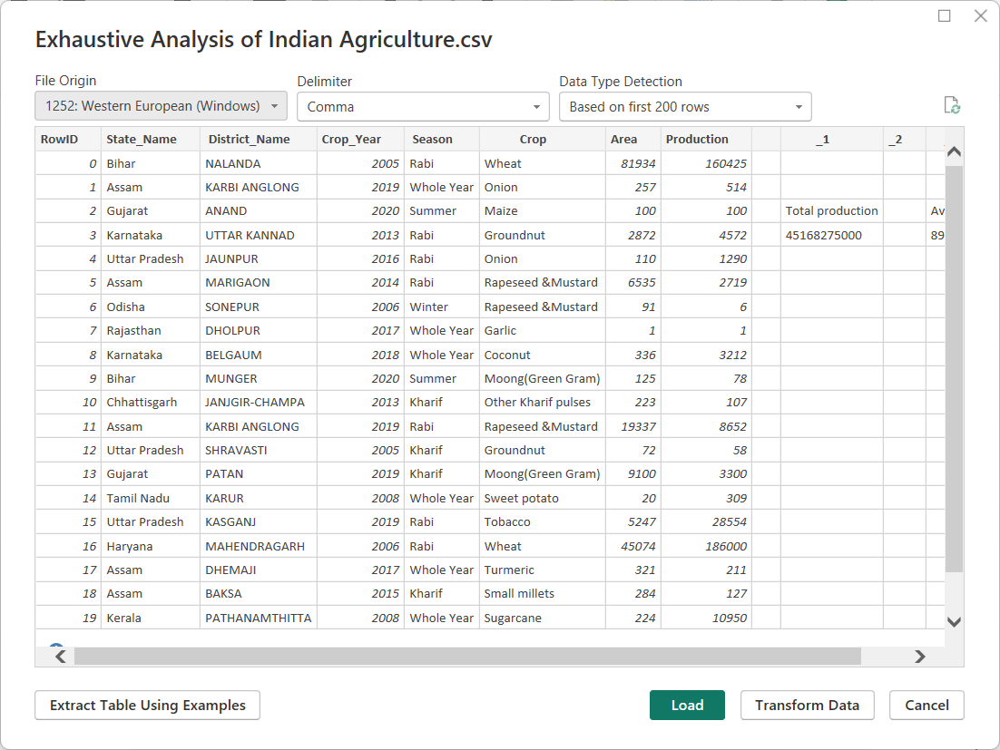 Exhaustive Analysis of Indian Agriculture.csv
File Origin Delimiter Data Type Detection
1252: Western European (Windows) Comma Based on first 200 rows
RowID State_Name District_Name Crop_Year Season Crop Area Production _1 _2
0 Bihar NALANDA 2005 Rabi Wheat 81934 160425
1 Assam KARBI ANGLONG 2019 Whole Year Onion 257 514
2 Gujarat ANAND 2020 Summer Maize 100 100 Total production Av
3 Karnataka UTTAR KANNAD 2013 Rabi Groundnut 2872 4572 45168275000 89
4 Uttar Pradesh JAUNPUR 2016 Rabi Onion 110 1290
5 Assam MARIGAON 2014 Rabi Rapeseed &Mustard 6535 2719
6 Odisha SONEPUR 2006 Winter Rapeseed &Mustard 91 6
7 Rajasthan DHOLPUR 2017 Whole Year Garlic 1 1
8 Karnataka BELGAUM 2018 Whole Year Coconut 336 3212
9 Bihar MUNGER 2020 Summer Moong(Green Gram) 125 78
10 Chhattisgarh JANJGIR-CHAMPA 2013 Kharif Other Kharif pulses 223 107
11 Assam KARBI ANGLONG 2019 Rabi Rapeseed &Mustard 19337 8652
12 Uttar Pradesh SHRAVASTI 2005 Kharif Groundnut 72 58
13 Gujarat PATAN 2019 Kharif Moong(Green Gram) 9100 3300
14 Tamil Nadu KARUR 2008 Whole Year Sweet potato 20 309
15 Uttar Pradesh KASGANJ 2019 Rabi Tobacco 5247 28554
16 Haryana MAHENDRAGARH 2006 Rabi Wheat 45074 186000
17 Assam DHEMAJI 2017 Whole Year Turmeric 321 211
18 Assam BAKSA 2015 Kharif Small millets 284 127
19 Kerala PATHANAMTHITTA 2008 Whole Year Sugarcane 224 10950
Extract Table Using Examples Load Transform Data Cancel